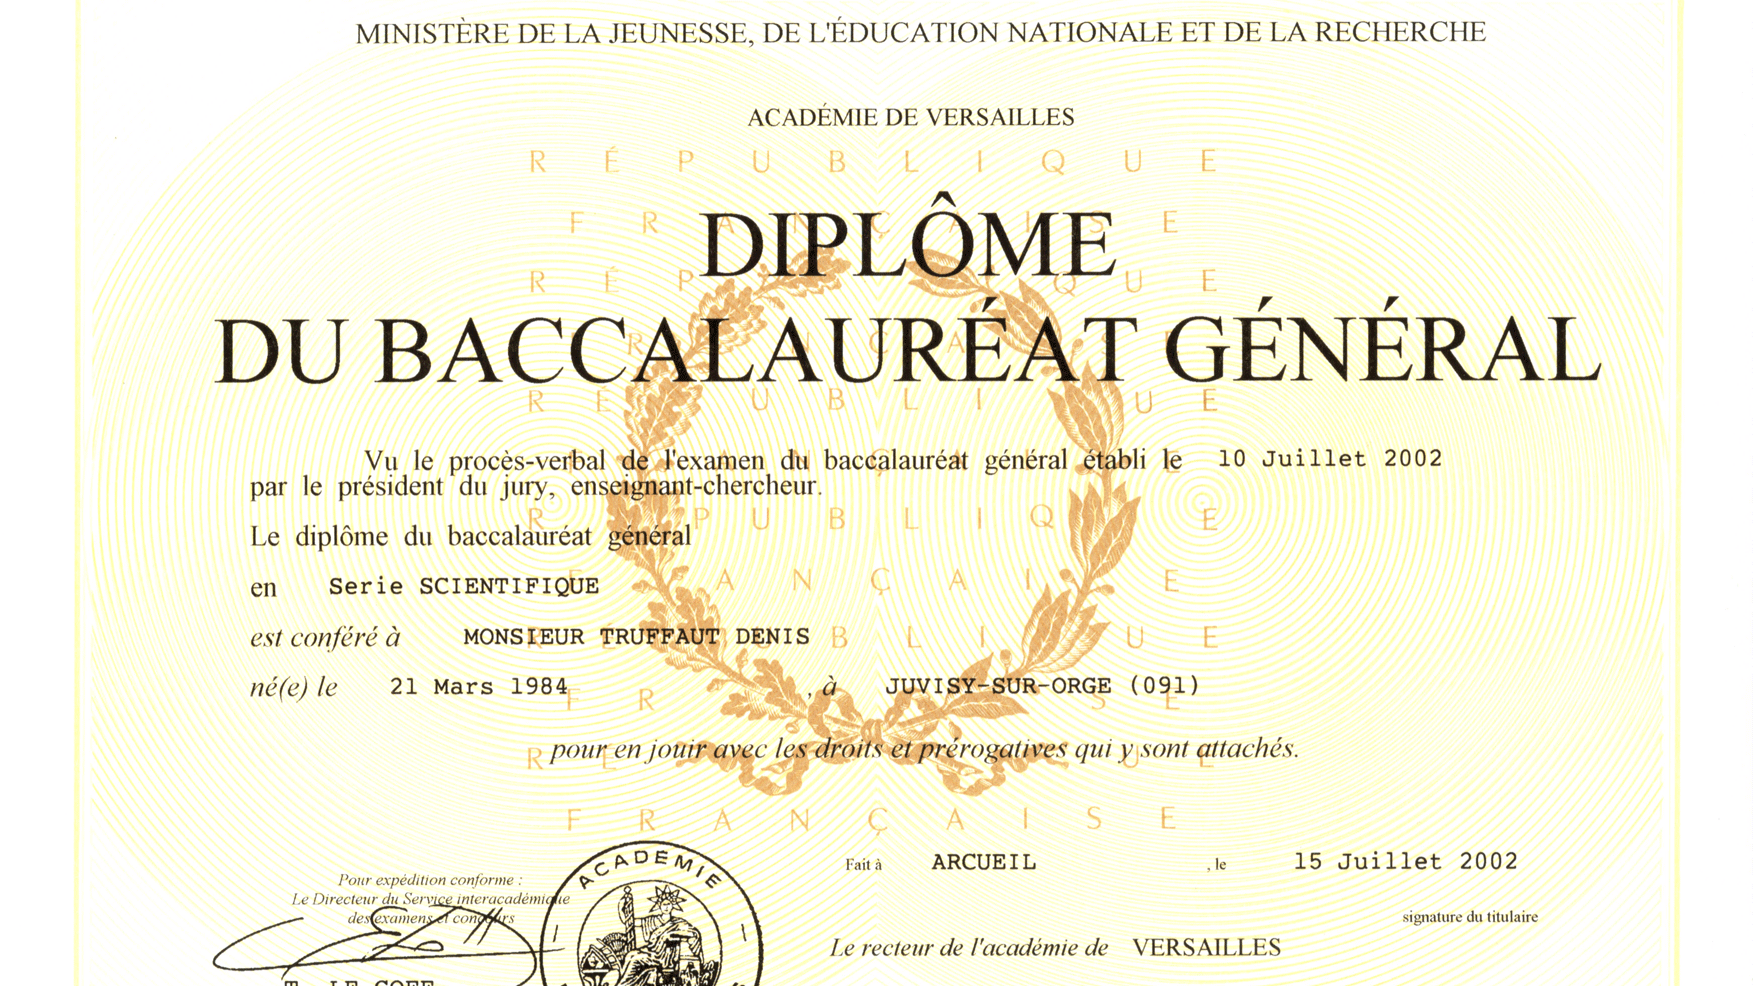 MINISTÈRE DE LA JEUNESSE, DE L'ÉDUCATION NATIONALE ET DE LA RECHERCHE
ACADÉMIE DE VERSAILLES
RÉPUBLIQUE
FRANÇAISE
DIPLÔME
DU BACCALAURÉAT GÉNÉRAL
Vu le procès-verbal de l'examen du baccalauréat général établi le 10 Juillet 2002
par le président du jury, enseignant-chercheur.
Le diplôme du baccalauréat général
en Serie SCIENTIFIQUE
est conféré à MONSIEUR TRUFFAUT DENIS
né(e) le 21 Mars 1984 , à JUVISY-SUR-ORGE (091)
pour en jouir avec les droits et prérogatives qui y sont attachés.
FRANÇAISE
Fait à ARCUEIL , le 15 Juillet 2002
Pour expédition conforme :
Le Directeur du Service interacadémique
des examens et concours
signature du titulaire
Le recteur de l'académie de VERSAILLES
ACADÉMIE